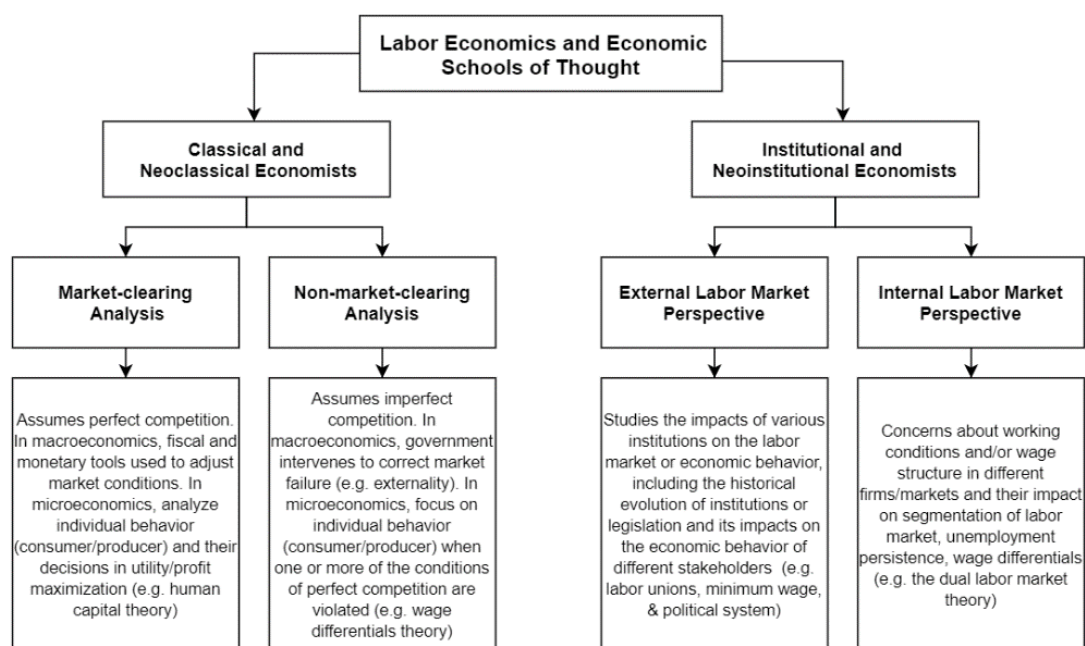 Labor Economics and Economic
Schools of Thought
Classical and
Neoclassical Economists
Institutional and
Neoinstitutional Economists
Market-clearing
Analysis
Non-market-clearing
Analysis
External Labor Market
Perspective
Internal Labor Market
Perspective
Assumes perfect competition.
In macroeconomics, fiscal and
monetary tools used to adjust
market conditions. In
microeconomics, analyze
individual behavior
(consumer/producer) and their
decisions in utility/profit
maximization (e.g. human
capital theory)
Assumes imperfect
competition. In
macroeconomics, government
intervenes to correct market
failure (e.g. externality). In
microeconomics, focus on
individual behavior
(consumer/producer) when
one or more of the conditions
of perfect competition are
violated (e.g. wage
differentials theory)
Studies the impacts of various
institutions on the labor
market or economic behavior,
including the historical
evolution of institutions or
legislation and its impacts on
the economic behavior of
different stakeholders (e.g.
labor unions, minimum wage,
& political system)
Concerns about working
conditions and/or wage
structure in different
firms/markets and their impact
on segmentation of labor
market, unemployment
persistence, wage differentials
(e.g. the dual labor market
theory)